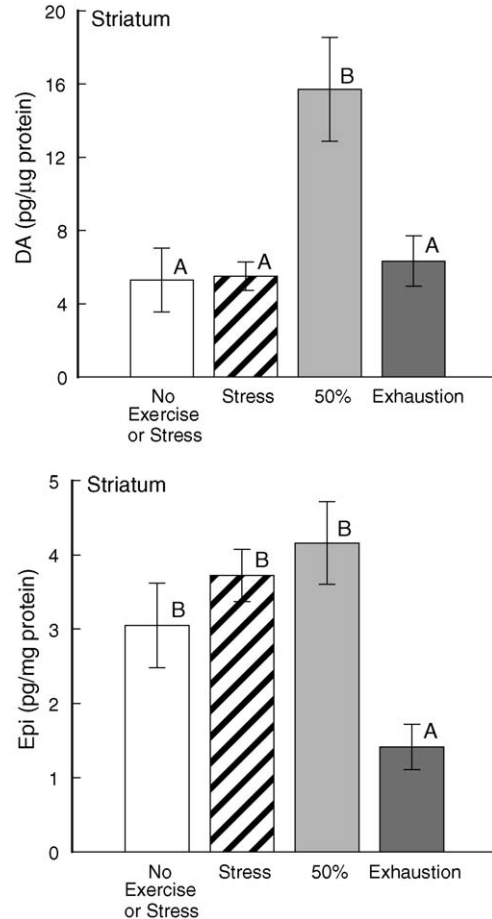 Striatum
DA (pg/μg protein)
20
16
12
8
4
0
A
A
B
A
No
Exercise
or Stress
Stress
50%
Exhaustion
Striatum
Epi (pg/mg protein)
5
4
3
2
1
0
B
B
B
A
No
Exercise
or Stress
Stress
50%
Exhaustion